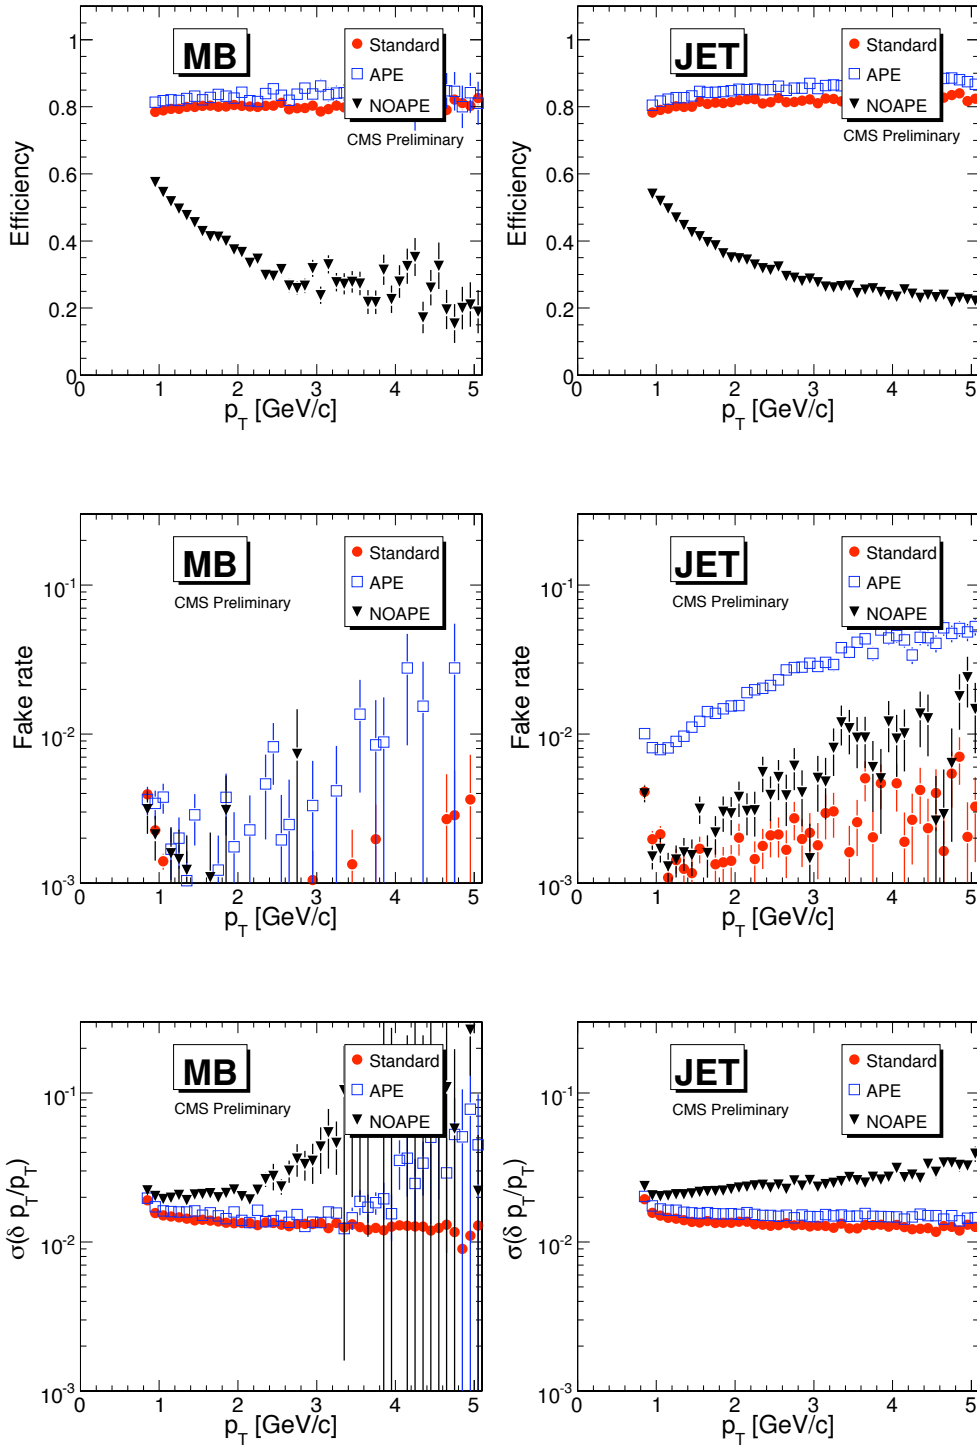 MB
Standard
APE
NOAPE
CMS Preliminary
Efficiency
1
0.8
0.6
0.4
0.2
0
0 1 2 3 4 5
p_T [GeV/c]
JET
Standard
APE
NOAPE
CMS Preliminary
Efficiency
1
0.8
0.6
0.4
0.2
0
0 1 2 3 4 5
p_T [GeV/c]
MB
Standard
APE
NOAPE
CMS Preliminary
Fake rate
10^-1
10^-2
10^-3
0 1 2 3 4 5
p_T [GeV/c]
JET
Standard
APE
NOAPE
CMS Preliminary
Fake rate
10^-1
10^-2
10^-3
0 1 2 3 4 5
p_T [GeV/c]
MB
Standard
APE
NOAPE
CMS Preliminary
σ(δ p_T/p_T)
10^-1
10^-2
10^-3
0 1 2 3 4 5
p_T [GeV/c]
JET
Standard
APE
NOAPE
CMS Preliminary
σ(δ p_T/p_T)
10^-1
10^-2
10^-3
0 1 2 3 4 5
p_T [GeV/c]